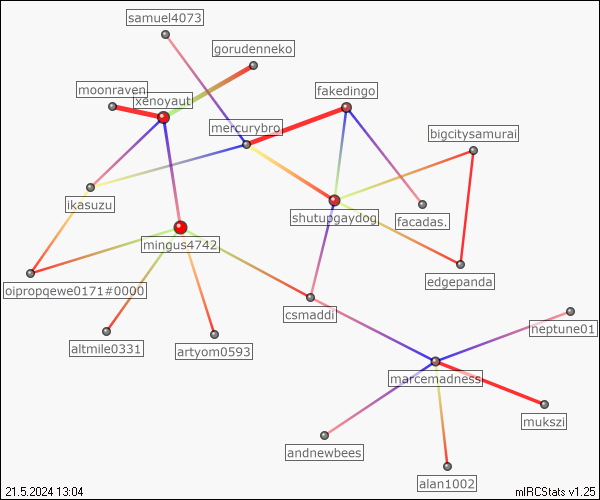 samuel4073
gorudenneko
moonraven
xenoyaut
fakedingo
mercurybro
bigcitysamurai
ikasuzu
shutupgaydog
facadas.
mingus4742
edgepanda
oipropqewe0171#0000
csmaddi
neptune01
altmile0331
artyom0593
marcemadness
mukszi
andnewbees
alan1002
21.5.2024 13:04
mIRCStats v1.25